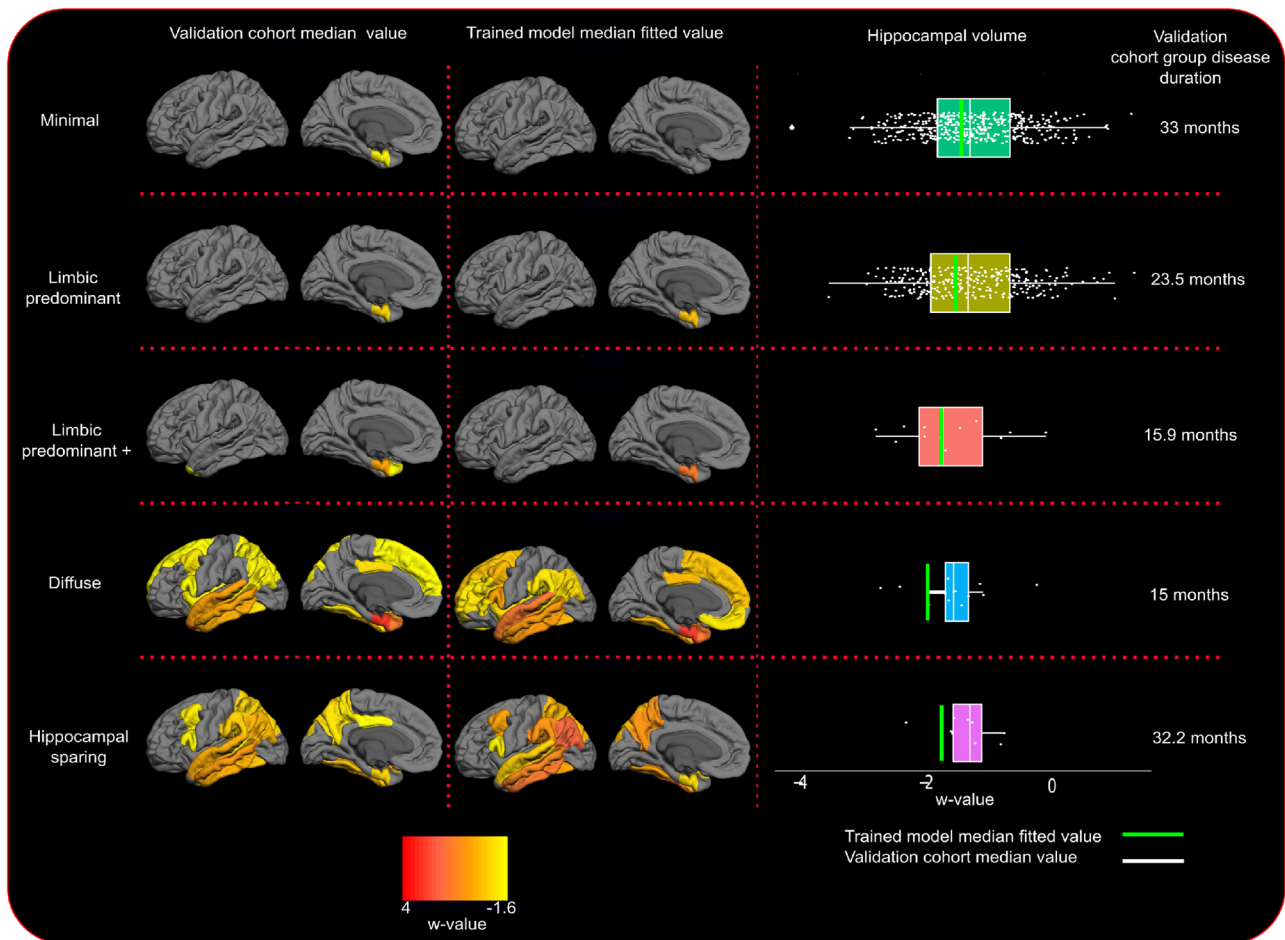 Validation cohort median value
Trained model median fitted value
Hippocampal volume
Validation
cohort group disease
duration
Minimal
33 months
Limbic
predominant
23.5 months
Limbic
predominant +
15.9 months
Diffuse
15 months
Hippocampal
sparing
32.2 months
-4 -2 0
w-value
Trained model median fitted value
Validation cohort median value
4 -1.6
w-value